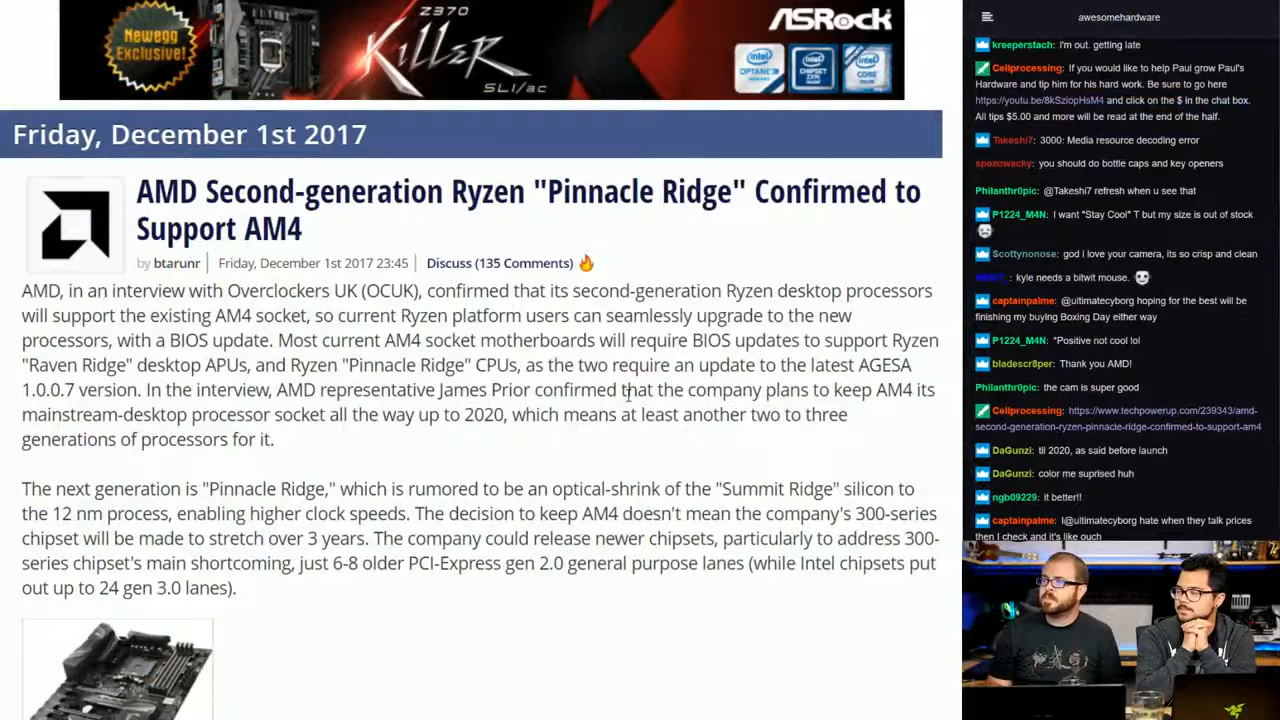 Newegg
Exclusive!
Z370
KILLER
SLI/ac
ASRock
intel
OPTANE
intel
CHIPSET
Z370
intel
CORE
Friday, December 1st 2017
AMD Second-generation Ryzen "Pinnacle Ridge" Confirmed to
Support AM4
by btarunr | Friday, December 1st 2017 23:45 | Discuss (135 Comments)
AMD, in an interview with Overclockers UK (OCUK), confirmed that its second-generation Ryzen desktop processors
will support the existing AM4 socket, so current Ryzen platform users can seamlessly upgrade to the new
processors, with a BIOS update. Most current AM4 socket motherboards will require BIOS updates to support Ryzen
"Raven Ridge" desktop APUs, and Ryzen "Pinnacle Ridge" CPUs, as the two require an update to the latest AGESA
1.0.0.7 version. In the interview, AMD representative James Prior confirmed that the company plans to keep AM4 its
mainstream-desktop processor socket all the way up to 2020, which means at least another two to three
generations of processors for it.
The next generation is "Pinnacle Ridge," which is rumored to be an optical-shrink of the "Summit Ridge" silicon to
the 12 nm process, enabling higher clock speeds. The decision to keep AM4 doesn't mean the company's 300-series
chipset will be made to stretch over 3 years. The company could release newer chipsets, particularly to address 300-
series chipset's main shortcoming, just 6-8 older PCI-Express gen 2.0 general purpose lanes (while Intel chipsets put
out up to 24 gen 3.0 lanes).
awesomehardware
kreeperstach: i'm out. getting late
Cellprocessing: If you would like to help Paul grow Paul's
Hardware and tip him for his hard work. Be sure to go here
https://youtu.be/8kSzIopHsM4 and click on the $ in the chat box.
All tips $5.00 and more will be read at the end of the half.
Takeshi7: 3000: Media resource decoding error
spazowacky: you should do bottle caps and key openers
Philanthr0pic: @Takeshi7 refresh when u see that
P1224_M4N: I want "Stay Cool" T but my size is out of stock
Scottynonose: god i love your camera, its so crisp and clean
kyle needs a bitwit mouse.
captainpalme: @ultimatecyborg hoping for the best will be
finishing my buying Boxing Day either way
P1224_M4N: *Positive not cool lol
bladescr8per: Thank you AMD!
Philanthr0pic: the cam is super good
Cellprocessing: https://www.techpowerup.com/239343/amd-
second-generation-ryzen-pinnacle-ridge-confirmed-to-support-am4
DaGunzi: til 2020, as said before launch
DaGunzi: color me suprised huh
ngb09229: it better!!
captainpalme: I@ultimatecyborg hate when they talk prices
then I check and it's like ouch